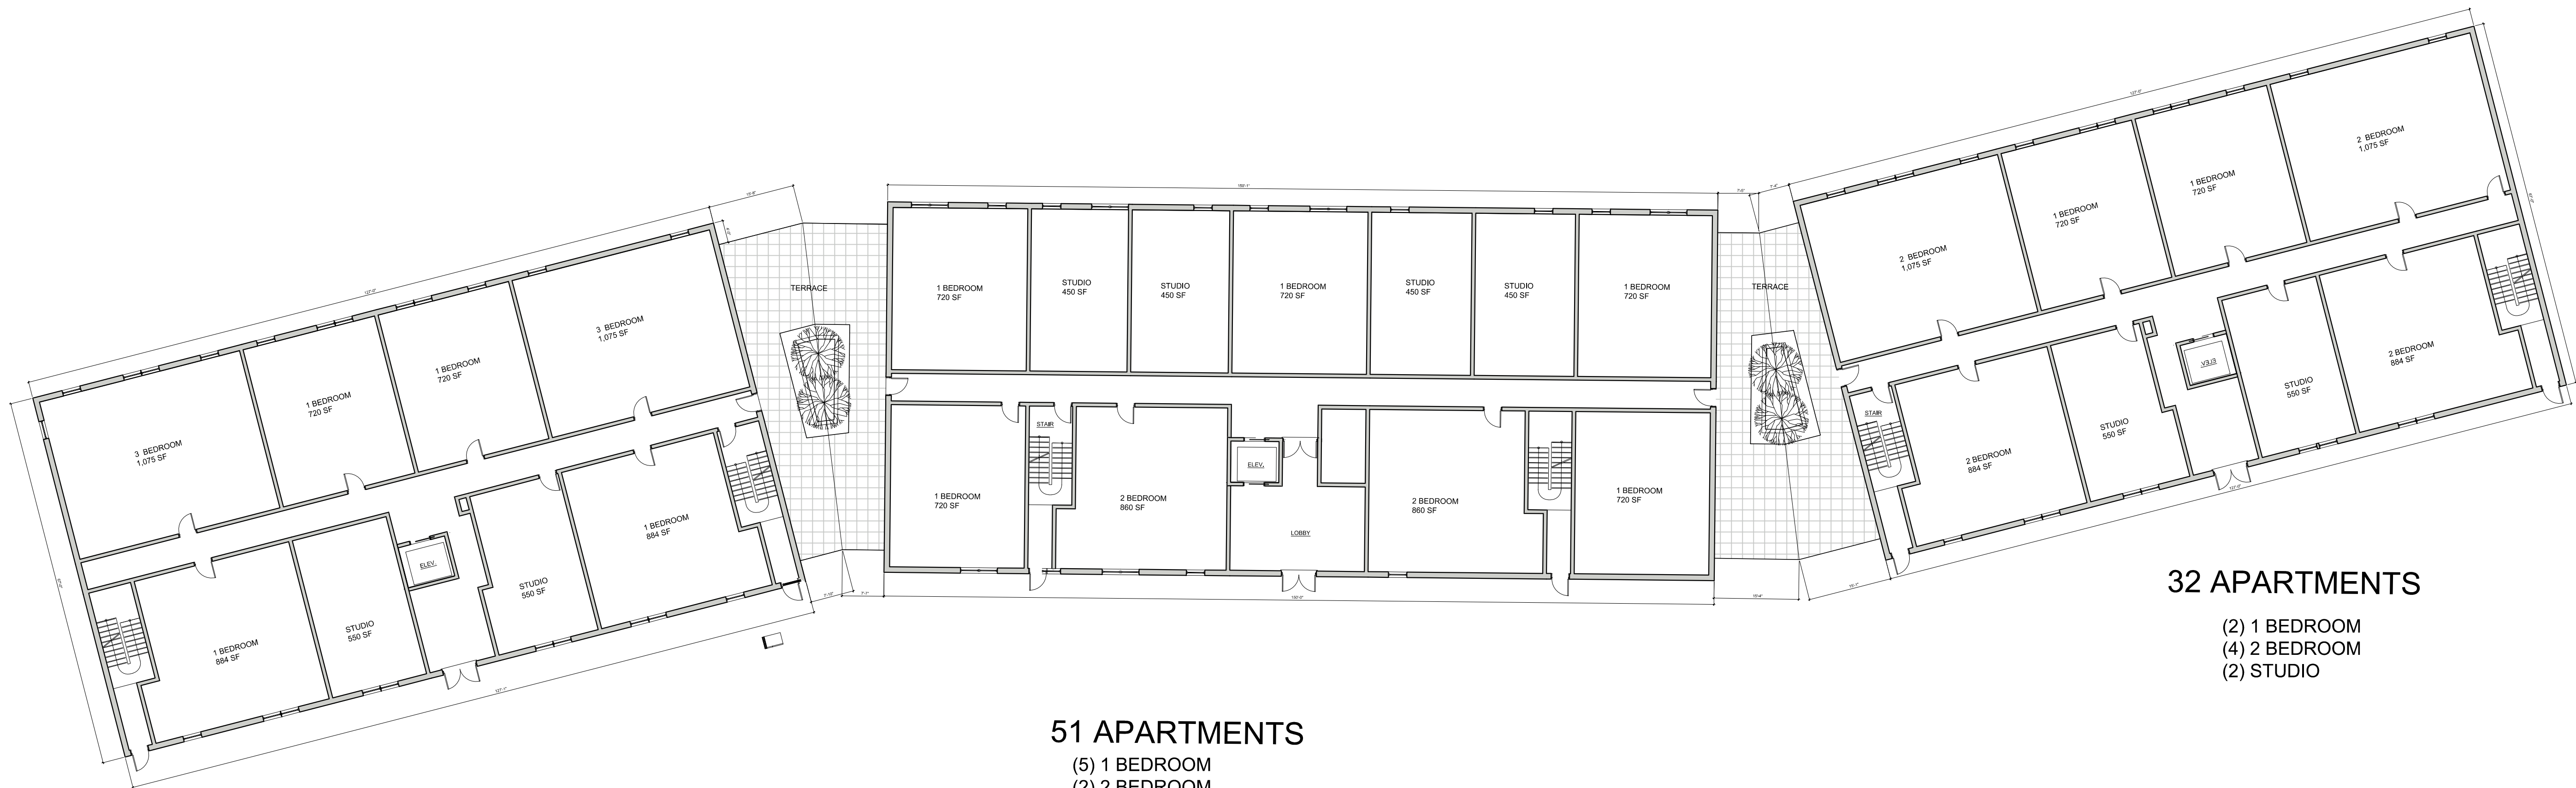 3 BEDROOM
1,075 SF
1 BEDROOM
720 SF
1 BEDROOM
720 SF
3 BEDROOM
1,075 SF
1 BEDROOM
884 SF
STUDIO
550 SF
ELEV.
STUDIO
550 SF
1 BEDROOM
884 SF
TERRACE
1 BEDROOM
720 SF
STUDIO
450 SF
STUDIO
450 SF
1 BEDROOM
720 SF
STUDIO
450 SF
STUDIO
450 SF
1 BEDROOM
720 SF
1 BEDROOM
720 SF
STAIR
2 BEDROOM
860 SF
ELEV.
LOBBY
2 BEDROOM
860 SF
1 BEDROOM
720 SF
TERRACE
2 BEDROOM
1,075 SF
1 BEDROOM
720 SF
1 BEDROOM
720 SF
2 BEDROOM
1,075 SF
STAIR
2 BEDROOM
884 SF
STUDIO
550 SF
ELEV.
STUDIO
550 SF
2 BEDROOM
884 SF
32 APARTMENTS
(2) 1 BEDROOM
(4) 2 BEDROOM
(2) STUDIO
51 APARTMENTS
(5) 1 BEDROOM
(2) 2 BEDROOM